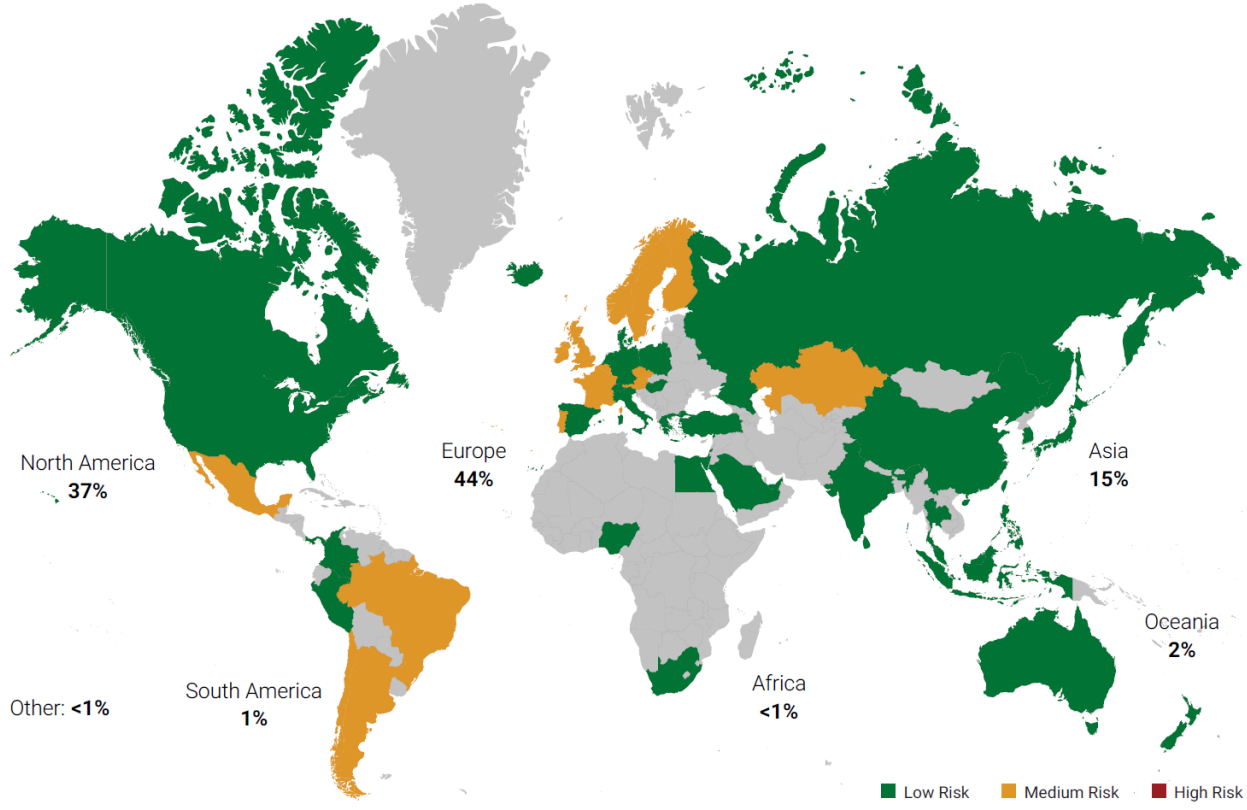 North America
37%
Europe
44%
Asia
15%
Oceania
2%
South America
1%
Africa
<1%
Other: <1%
Low Risk
Medium Risk
High Risk